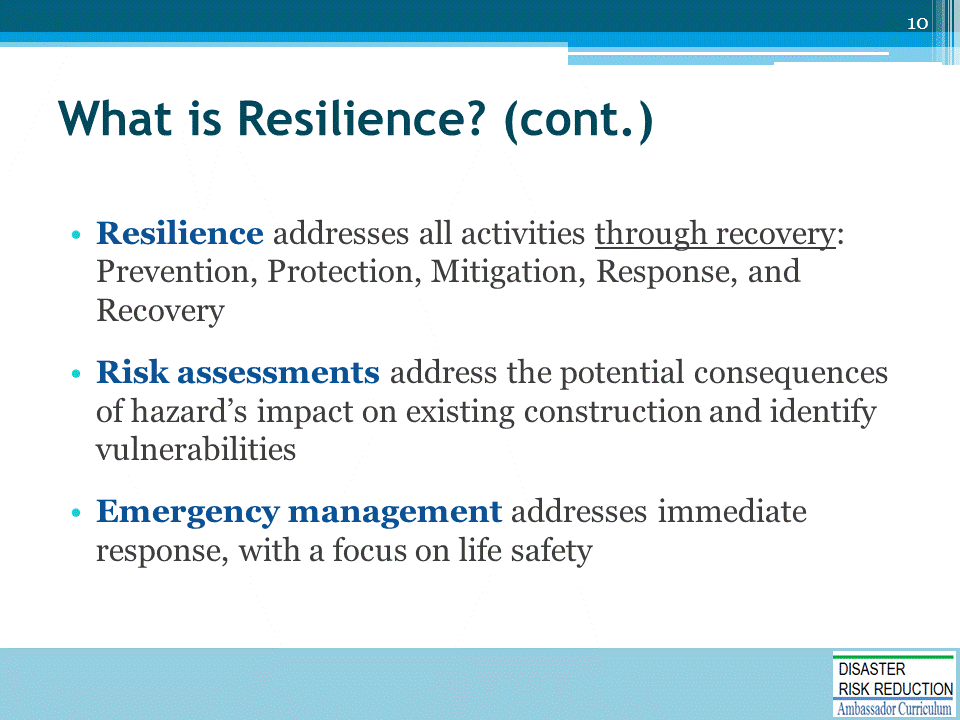 10
What is Resilience? (cont.)
• Resilience addresses all activities through recovery:
Prevention, Protection, Mitigation, Response, and
Recovery
• Risk assessments address the potential consequences
of hazard’s impact on existing construction and identify
vulnerabilities
• Emergency management addresses immediate
response, with a focus on life safety
DISASTER
RISK REDUCTION
Ambassador Curriculum